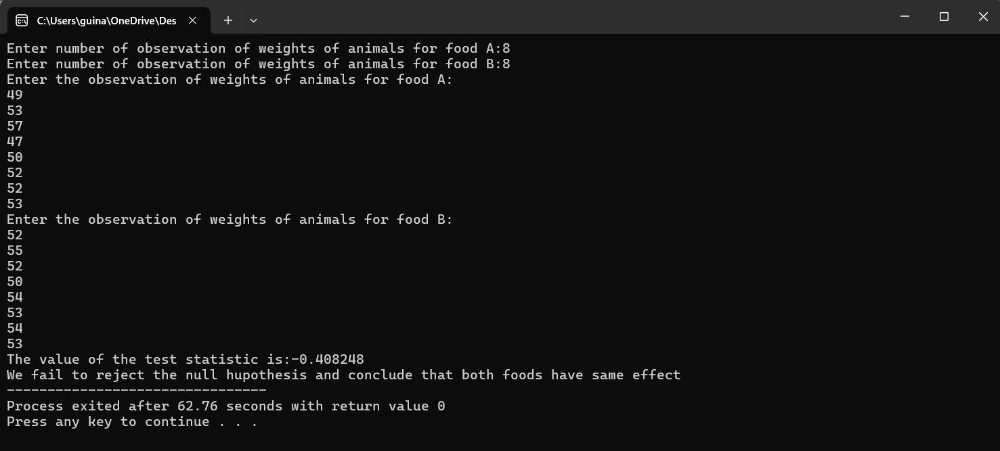 C:\Users\guina\OneDrive\Des
Enter number of observation of weights of animals for food A:8
Enter number of observation of weights of animals for food B:8
Enter the observation of weights of animals for food A:
49
53
57
47
50
52
52
53
Enter the observation of weights of animals for food B:
52
55
52
50
54
53
54
53
The value of the test statistic is:-0.408248
We fail to reject the null hupothesis and conclude that both foods have same effect
--------------------------------
Process exited after 62.76 seconds with return value 0
Press any key to continue . . .